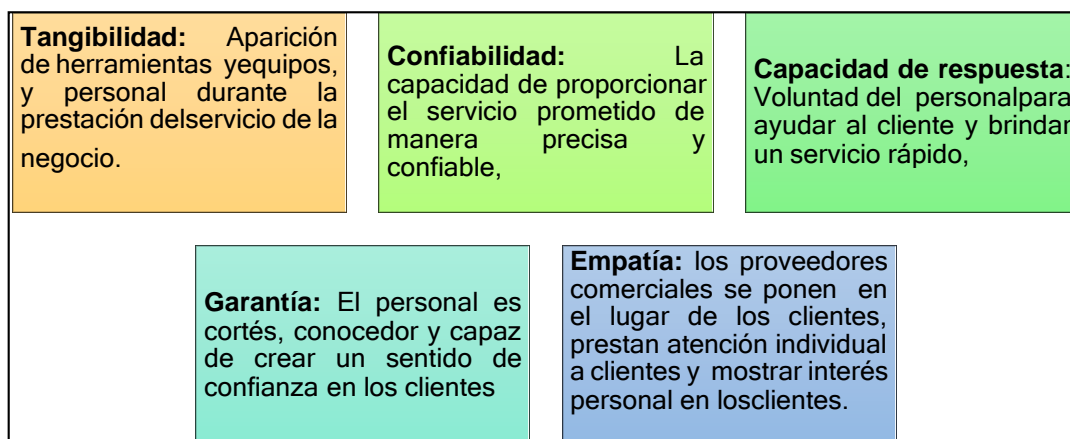 Tangibilidad: Aparición
de herramientas yequipos,
y personal durante la
prestación delservicio de la
negocio.
Confiabilidad: La
capacidad de proporcionar
el servicio prometido de
manera precisa y
confiable,
Capacidad de respuesta:
Voluntad del personalpara
ayudar al cliente y brindar
un servicio rápido,
Garantía: El personal es
cortés, conocedor y capaz
de crear un sentido de
confianza en los clientes
Empatía: los proveedores
comerciales se ponen en
el lugar de los clientes,
prestan atención individual
a clientes y mostrar interés
personal en losclientes.